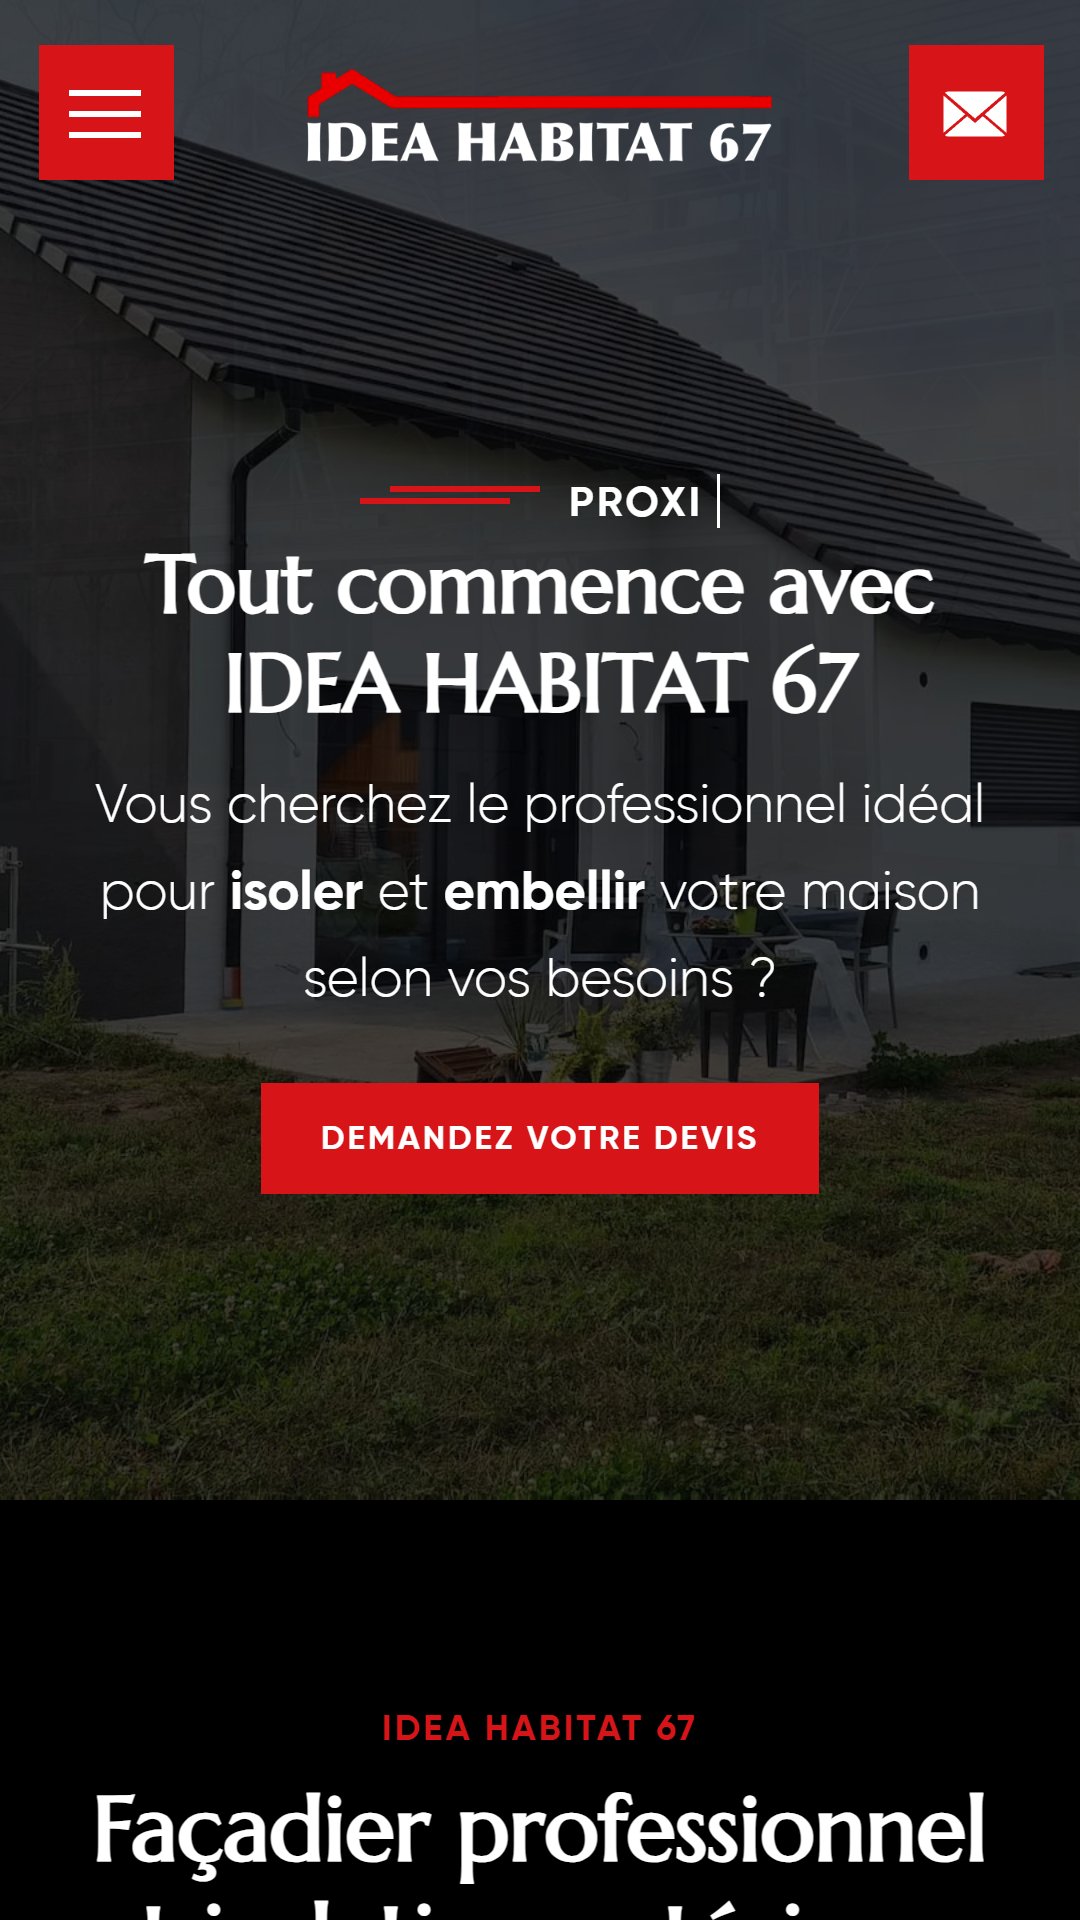 IDEA HABITAT 67
PROXI
Tout commence avec
IDEA HABITAT 67
Vous cherchez le professionnel idéal
pour isoler et embellir votre maison
selon vos besoins ?
DEMANDEZ VOTRE DEVIS
IDEA HABITAT 67
Façadier professionnel